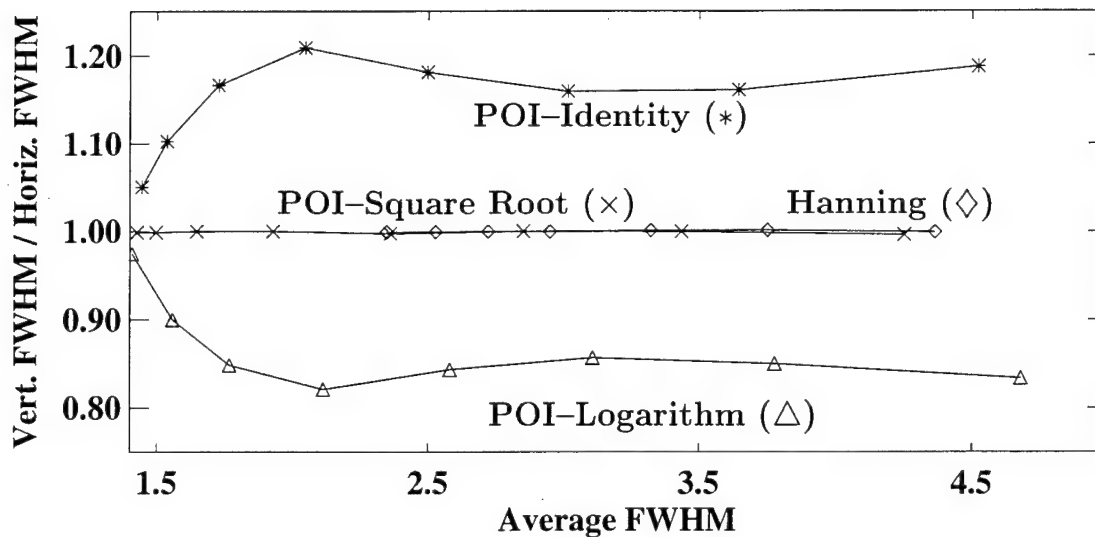 Vert. FWHM / Horiz. FWHM
1.20
1.10
1.00
0.90
0.80
POI–Identity (∗)
POI–Square Root (×)
Hanning (◇)
POI–Logarithm (△)
1.5
2.5
3.5
4.5
Average FWHM